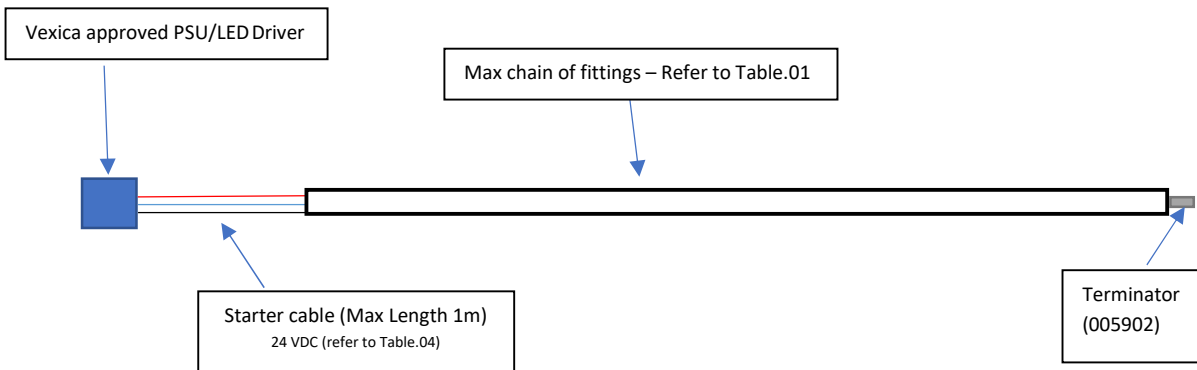 Vexica approved PSU/LED Driver
Max chain of fittings – Refer to Table.01
Starter cable (Max Length 1m)
24 VDC (refer to Table.04)
Terminator
(005902)